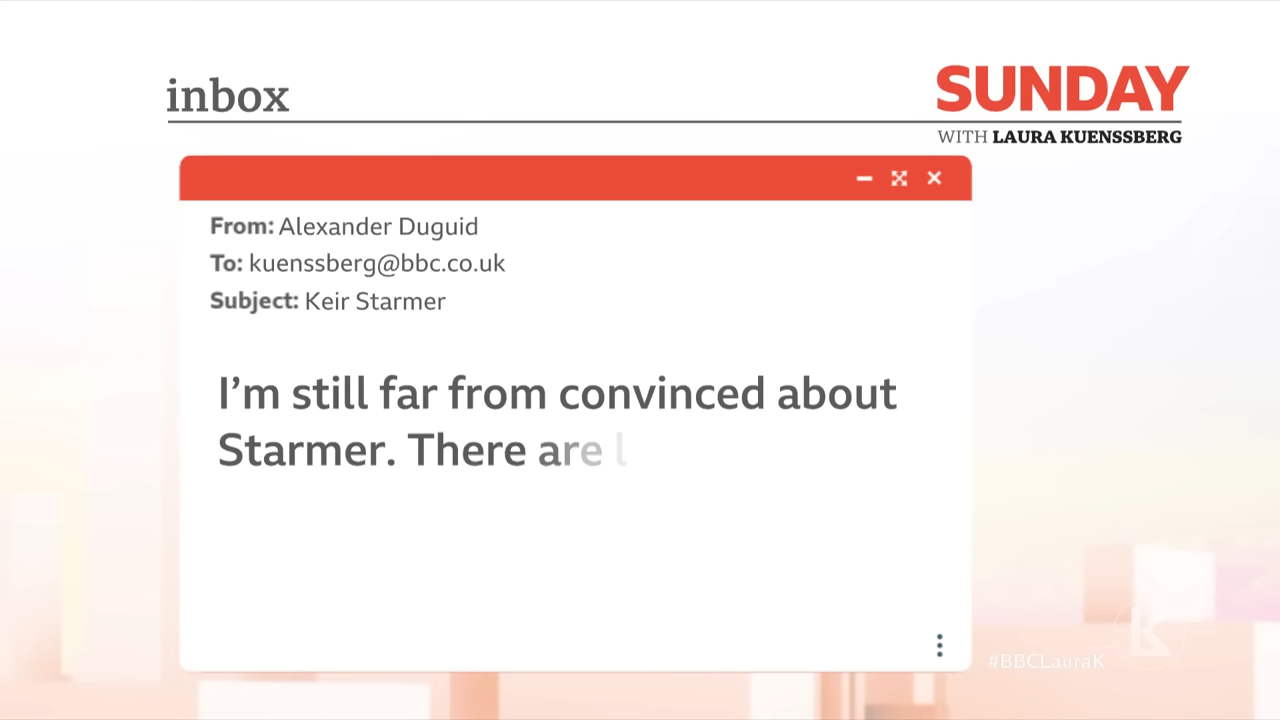 inbox
SUNDAY
WITH LAURA KUENSSBERG
From: Alexander Duguid
To: kuenssberg@bbc.co.uk
Subject: Keir Starmer
I'm still far from convinced about
Starmer. There are l
#BBCLauraK
K